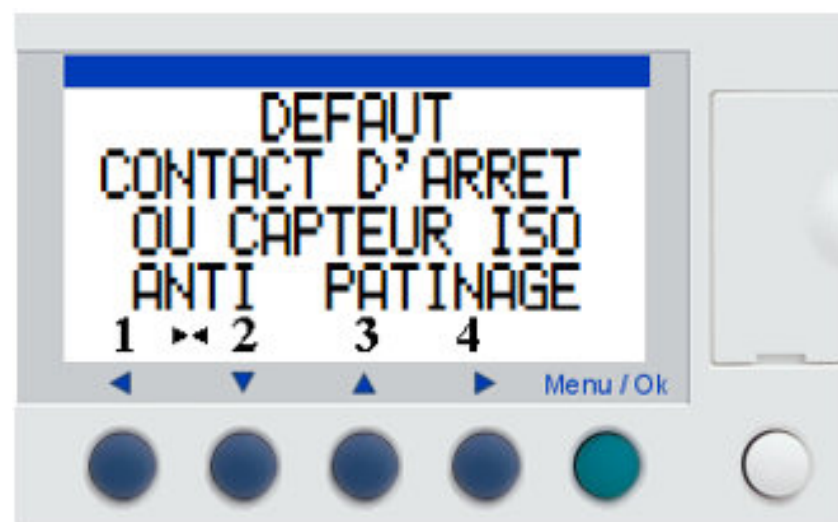 DEFAUT
CONTACT D'ARRET
OU CAPTEUR ISO
ANTI PATINAGE
1 ▸◂ 2 3 4
◀ ▼ ▲ ▶ Menu / Ok